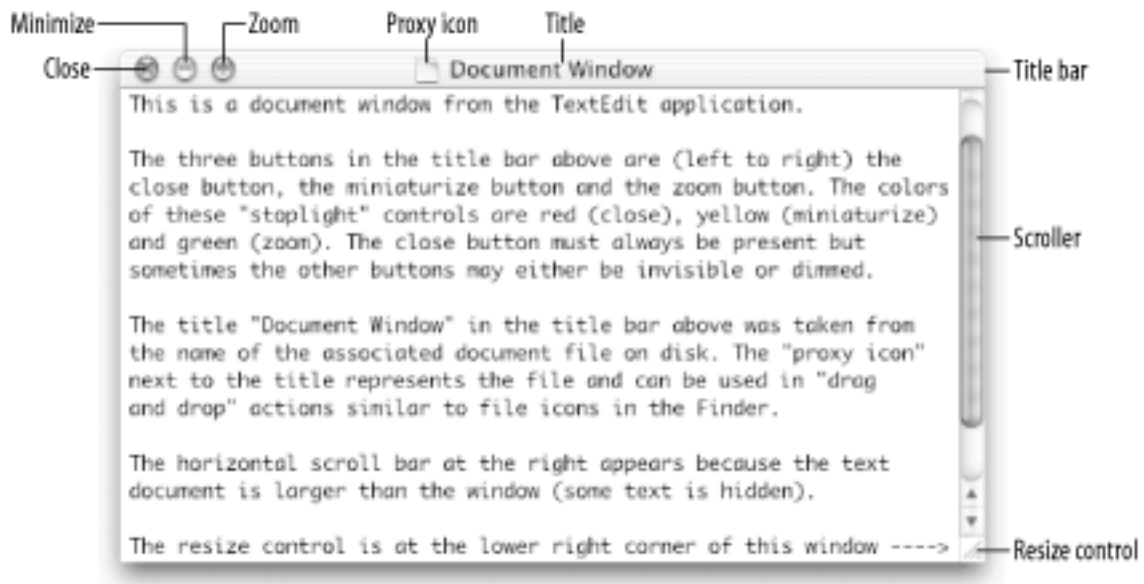 Minimize
Zoom
Proxy icon
Title
Close
Document Window
Title bar
This is a document window from the TextEdit application.
The three buttons in the title bar above are (left to right) the
close button, the miniaturize button and the zoom button. The colors
of these "stoplight" controls are red (close), yellow (miniaturize)
and green (zoom). The close button must always be present but
sometimes the other buttons may either be invisible or dimmed.
Scroller
The title "Document Window" in the title bar above was taken from
the name of the associated document file on disk. The "proxy icon"
next to the title represents the file and can be used in "drag
and drop" actions similar to file icons in the Finder.
The horizontal scroll bar at the right appears because the text
document is larger than the window (some text is hidden).
The resize control is at the lower right corner of this window ---->
Resize control